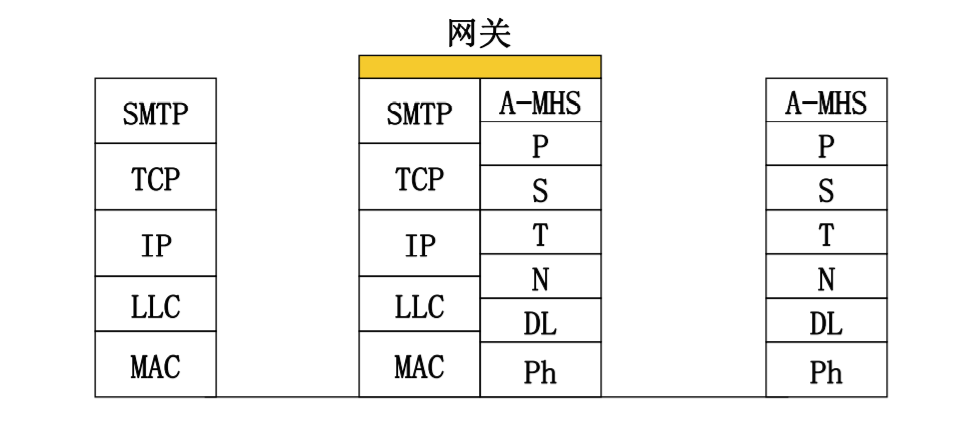 网关
SMTP
TCP
IP
LLC
MAC
SMTP
TCP
IP
LLC
MAC
A-MHS
P
S
T
N
DL
Ph
A-MHS
P
S
T
N
DL
Ph